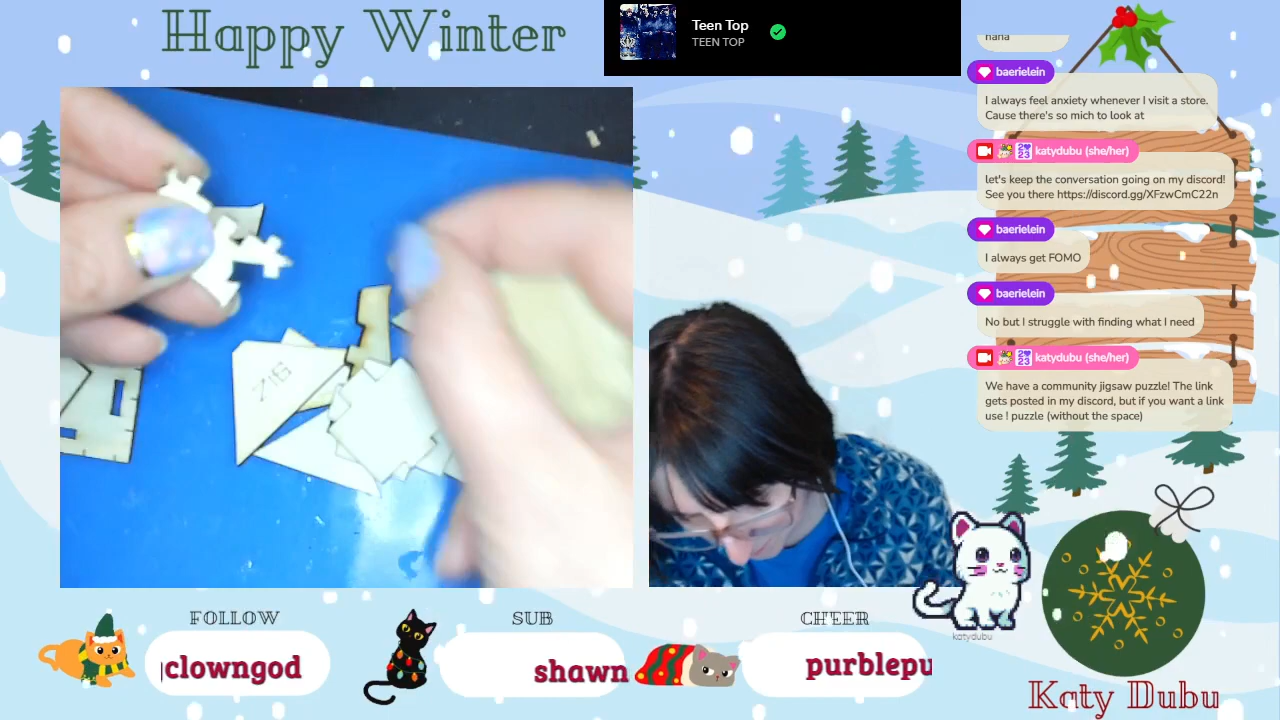 Happy Winter
Teen Top
TEEN TOP
haha
baerielein
I always feel anxiety whenever I visit a store.
Cause there's so mich to look at
2023 katydubu (she/her)
let's keep the conversation going on my discord!
See you there https://discord.gg/XFzwCmC22n
baerielein
I always get FOMO
baerielein
No but I struggle with finding what I need
2023 katydubu (she/her)
We have a community jigsaw puzzle! The link
gets posted in my discord, but if you want a link
use ! puzzle (without the space)
716
katydubu
FOLLOW
SUB
CHEER
clowngod
shawn
purblepu
Katy Dubu